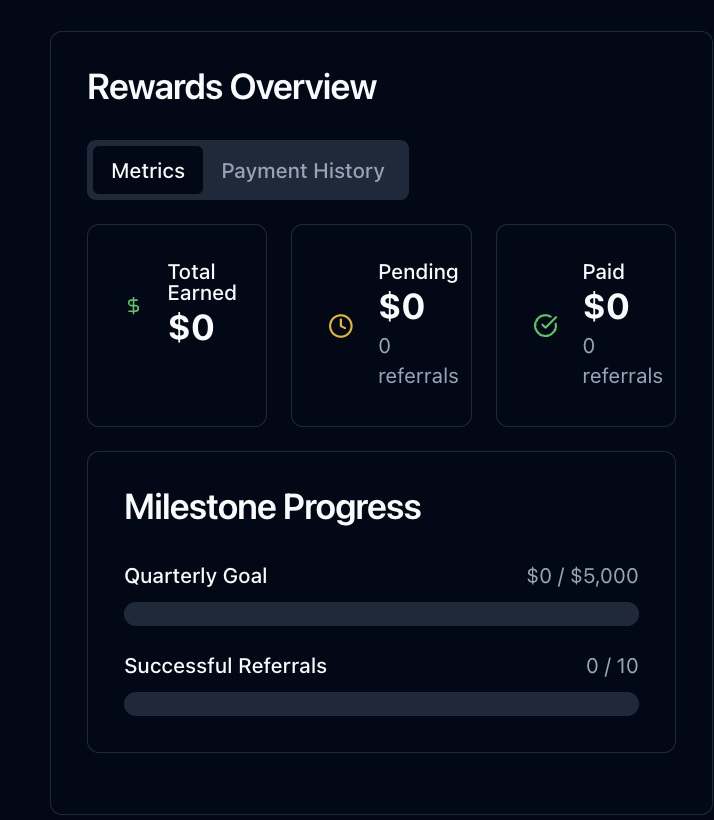 Rewards Overview
Metrics
Payment History
Total
Earned
$0
Pending
$0
0
referrals
Paid
$0
0
referrals
Milestone Progress
Quarterly Goal
$0 / $5,000
Successful Referrals
0 / 10